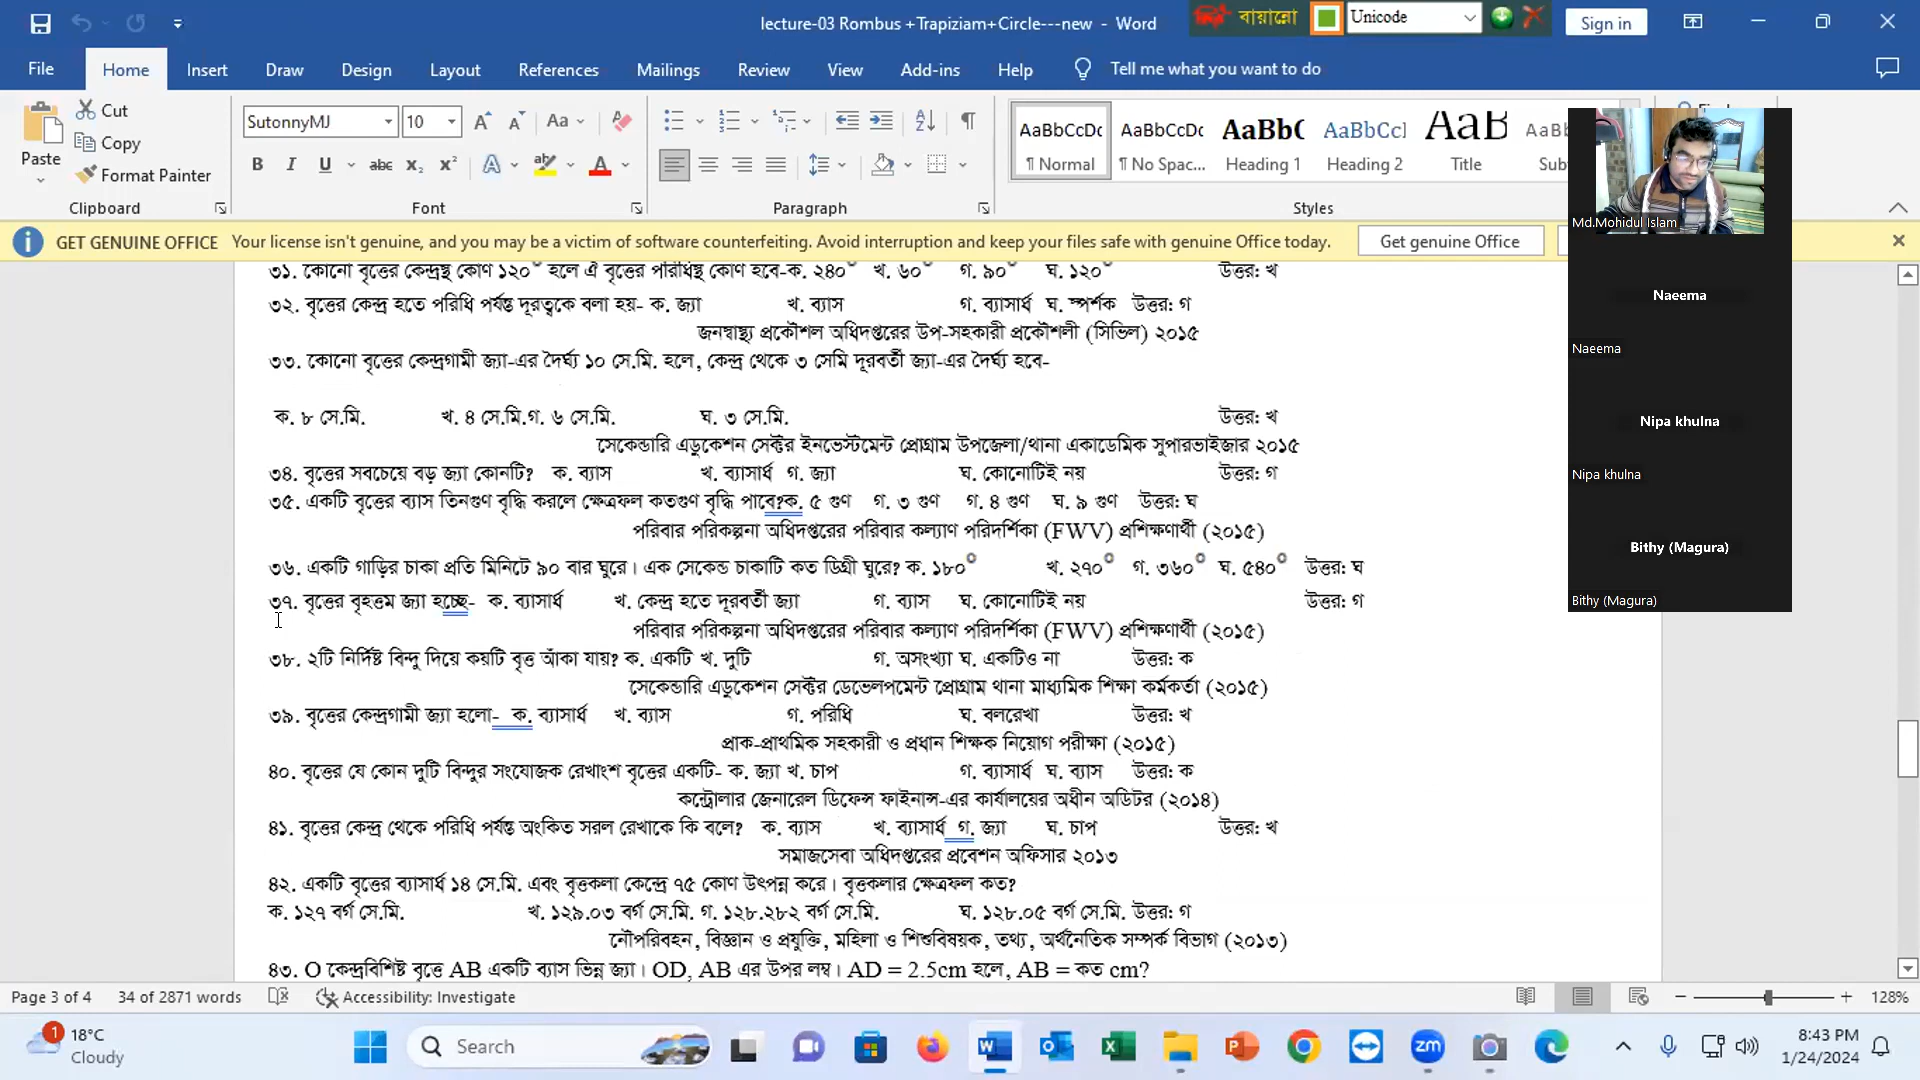 lecture-03 Rombus +Trapiziam+Circle---new - Word
বায়ান্নো
Unicode
Sign in
File Home Insert Draw Design Layout References Mailings Review View Add-ins Help Tell me what you want to do
Paste
Cut
Copy
Format Painter
Clipboard
SutonnyMJ 10
Font
Paragraph
AaBbCcDc ¶ Normal
AaBbCcDc ¶ No Spac...
AaBbC Heading 1
AaBbCcI Heading 2
AaB Title
Styles
GET GENUINE OFFICE Your license isn't genuine, and you may be a victim of software counterfeiting. Avoid interruption and keep your files safe with genuine Office today. Get genuine Office
Md.Mohidul Islam
Naeema
Naeema
Nipa khulna
Nipa khulna
Bithy (Magura)
Bithy (Magura)
৩১. কোনো বৃত্তের কেন্দ্রস্থ কোণ ১২০° হলে ঐ বৃত্তের পরিধিস্থ কোণ হবে-ক. ২৪০° খ. ৬০° গ. ৯০° ঘ. ১২০° উত্তর: খ
৩২. বৃত্তের কেন্দ্র হতে পরিধি পর্যন্ত দূরত্বকে বলা হয়- ক. জ্যা খ. ব্যাস গ. ব্যাসার্ধ ঘ. স্পর্শক উত্তর: গ
জনস্বাস্থ্য প্রকৌশল অধিদপ্তরের উপ-সহকারী প্রকৌশলী (সিভিল) ২০১৫
৩৩. কোনো বৃত্তের কেন্দ্রগামী জ্যা-এর দৈর্ঘ্য ১০ সে.মি. হলে, কেন্দ্র থেকে ৩ সেমি দূরবর্তী জ্যা-এর দৈর্ঘ্য হবে-
ক. ৮ সে.মি. খ. ৪ সে.মি.গ. ৬ সে.মি. ঘ. ৩ সে.মি. উত্তর: খ
সেকেন্ডারি এডুকেশন সেক্টর ইনভেস্টমেন্ট প্রোগ্রাম উপজেলা/থানা একাডেমিক সুপারভাইজার ২০১৫
৩৪. বৃত্তের সবচেয়ে বড় জ্যা কোনটি? ক. ব্যাস খ. ব্যাসার্ধ গ. জ্যা ঘ. কোনোটিই নয় উত্তর: গ
৩৫. একটি বৃত্তের ব্যাস তিনগুণ বৃদ্ধি করলে ক্ষেত্রফল কতগুণ বৃদ্ধি পাবে?ক. ৫ গুণ গ. ৩ গুণ গ. ৪ গুণ ঘ. ৯ গুণ উত্তর: ঘ
পরিবার পরিকল্পনা অধিদপ্তরের পরিবার কল্যাণ পরিদর্শিকা (FWV) প্রশিক্ষণার্থী (২০১৫)
৩৬. একটি গাড়ির চাকা প্রতি মিনিটে ৯০ বার ঘুরে। এক সেকেন্ড চাকাটি কত ডিগ্রী ঘুরে? ক. ১৮০° খ. ২৭০° গ. ৩৬০° ঘ. ৫৪০° উত্তর: ঘ
৩৭. বৃত্তের বৃহত্তম জ্যা হচ্ছে- ক. ব্যাসার্ধ খ. কেন্দ্র হতে দূরবর্তী জ্যা গ. ব্যাস ঘ. কোনোটিই নয় উত্তর: গ
পরিবার পরিকল্পনা অধিদপ্তরের পরিবার কল্যাণ পরিদর্শিকা (FWV) প্রশিক্ষণার্থী (২০১৫)
৩৮. ২টি নির্দিষ্ট বিন্দু দিয়ে কয়টি বৃত্ত আঁকা যায়? ক. একটি খ. দুটি গ. অসংখ্যা ঘ. একটিও না উত্তর: ক
সেকেন্ডারি এডুকেশন সেক্টর ডেভেলপমেন্ট প্রোগ্রাম থানা মাধ্যমিক শিক্ষা কর্মকর্তা (২০১৫)
৩৯. বৃত্তের কেন্দ্রগামী জ্যা হলো- ক. ব্যাসার্ধ খ. ব্যাস গ. পরিধি ঘ. বলরেখা উত্তর: খ
প্রাক-প্রাথমিক সহকারী ও প্রধান শিক্ষক নিয়োগ পরীক্ষা (২০১৫)
৪০. বৃত্তের যে কোন দুটি বিন্দুর সংযোজক রেখাংশ বৃত্তের একটি- ক. জ্যা খ. চাপ গ. ব্যাসার্ধ ঘ. ব্যাস উত্তর: ক
কন্ট্রোলার জেনারেল ডিফেন্স ফাইনান্স-এর কার্যালয়ের অধীন অডিটর (২০১৪)
৪১. বৃত্তের কেন্দ্র থেকে পরিধি পর্যন্ত অংকিত সরল রেখাকে কি বলে? ক. ব্যাস খ. ব্যাসার্ধ গ. জ্যা ঘ. চাপ উত্তর: খ
সমাজসেবা অধিদপ্তরের প্রবেশন অফিসার ২০১৩
৪২. একটি বৃত্তের ব্যাসার্ধ ১৪ সে.মি. এবং বৃত্তকলা কেন্দ্রে ৭৫ কোণ উৎপন্ন করে। বৃত্তকলার ক্ষেত্রফল কত?
ক. ১২৭ বর্গ সে.মি. খ. ১২৯.০৩ বর্গ সে.মি. গ. ১২৮.২৮২ বর্গ সে.মি. ঘ. ১২৮.০৫ বর্গ সে.মি. উত্তর: গ
নৌপরিবহন, বিজ্ঞান ও প্রযুক্তি, মহিলা ও শিশুবিষয়ক, তথ্য, অর্থনৈতিক সম্পর্ক বিভাগ (২০১৩)
৪৩. O কেন্দ্রবিশিষ্ট বৃত্তে AB একটি ব্যাস ভিন্ন জ্যা। OD, AB এর উপর লম্ব। AD = 2.5cm হলে, AB = কত cm?
Page 3 of 4 34 of 2871 words Accessibility: Investigate 128%
1 18°C
Cloudy
Search
8:43 PM
1/24/2024